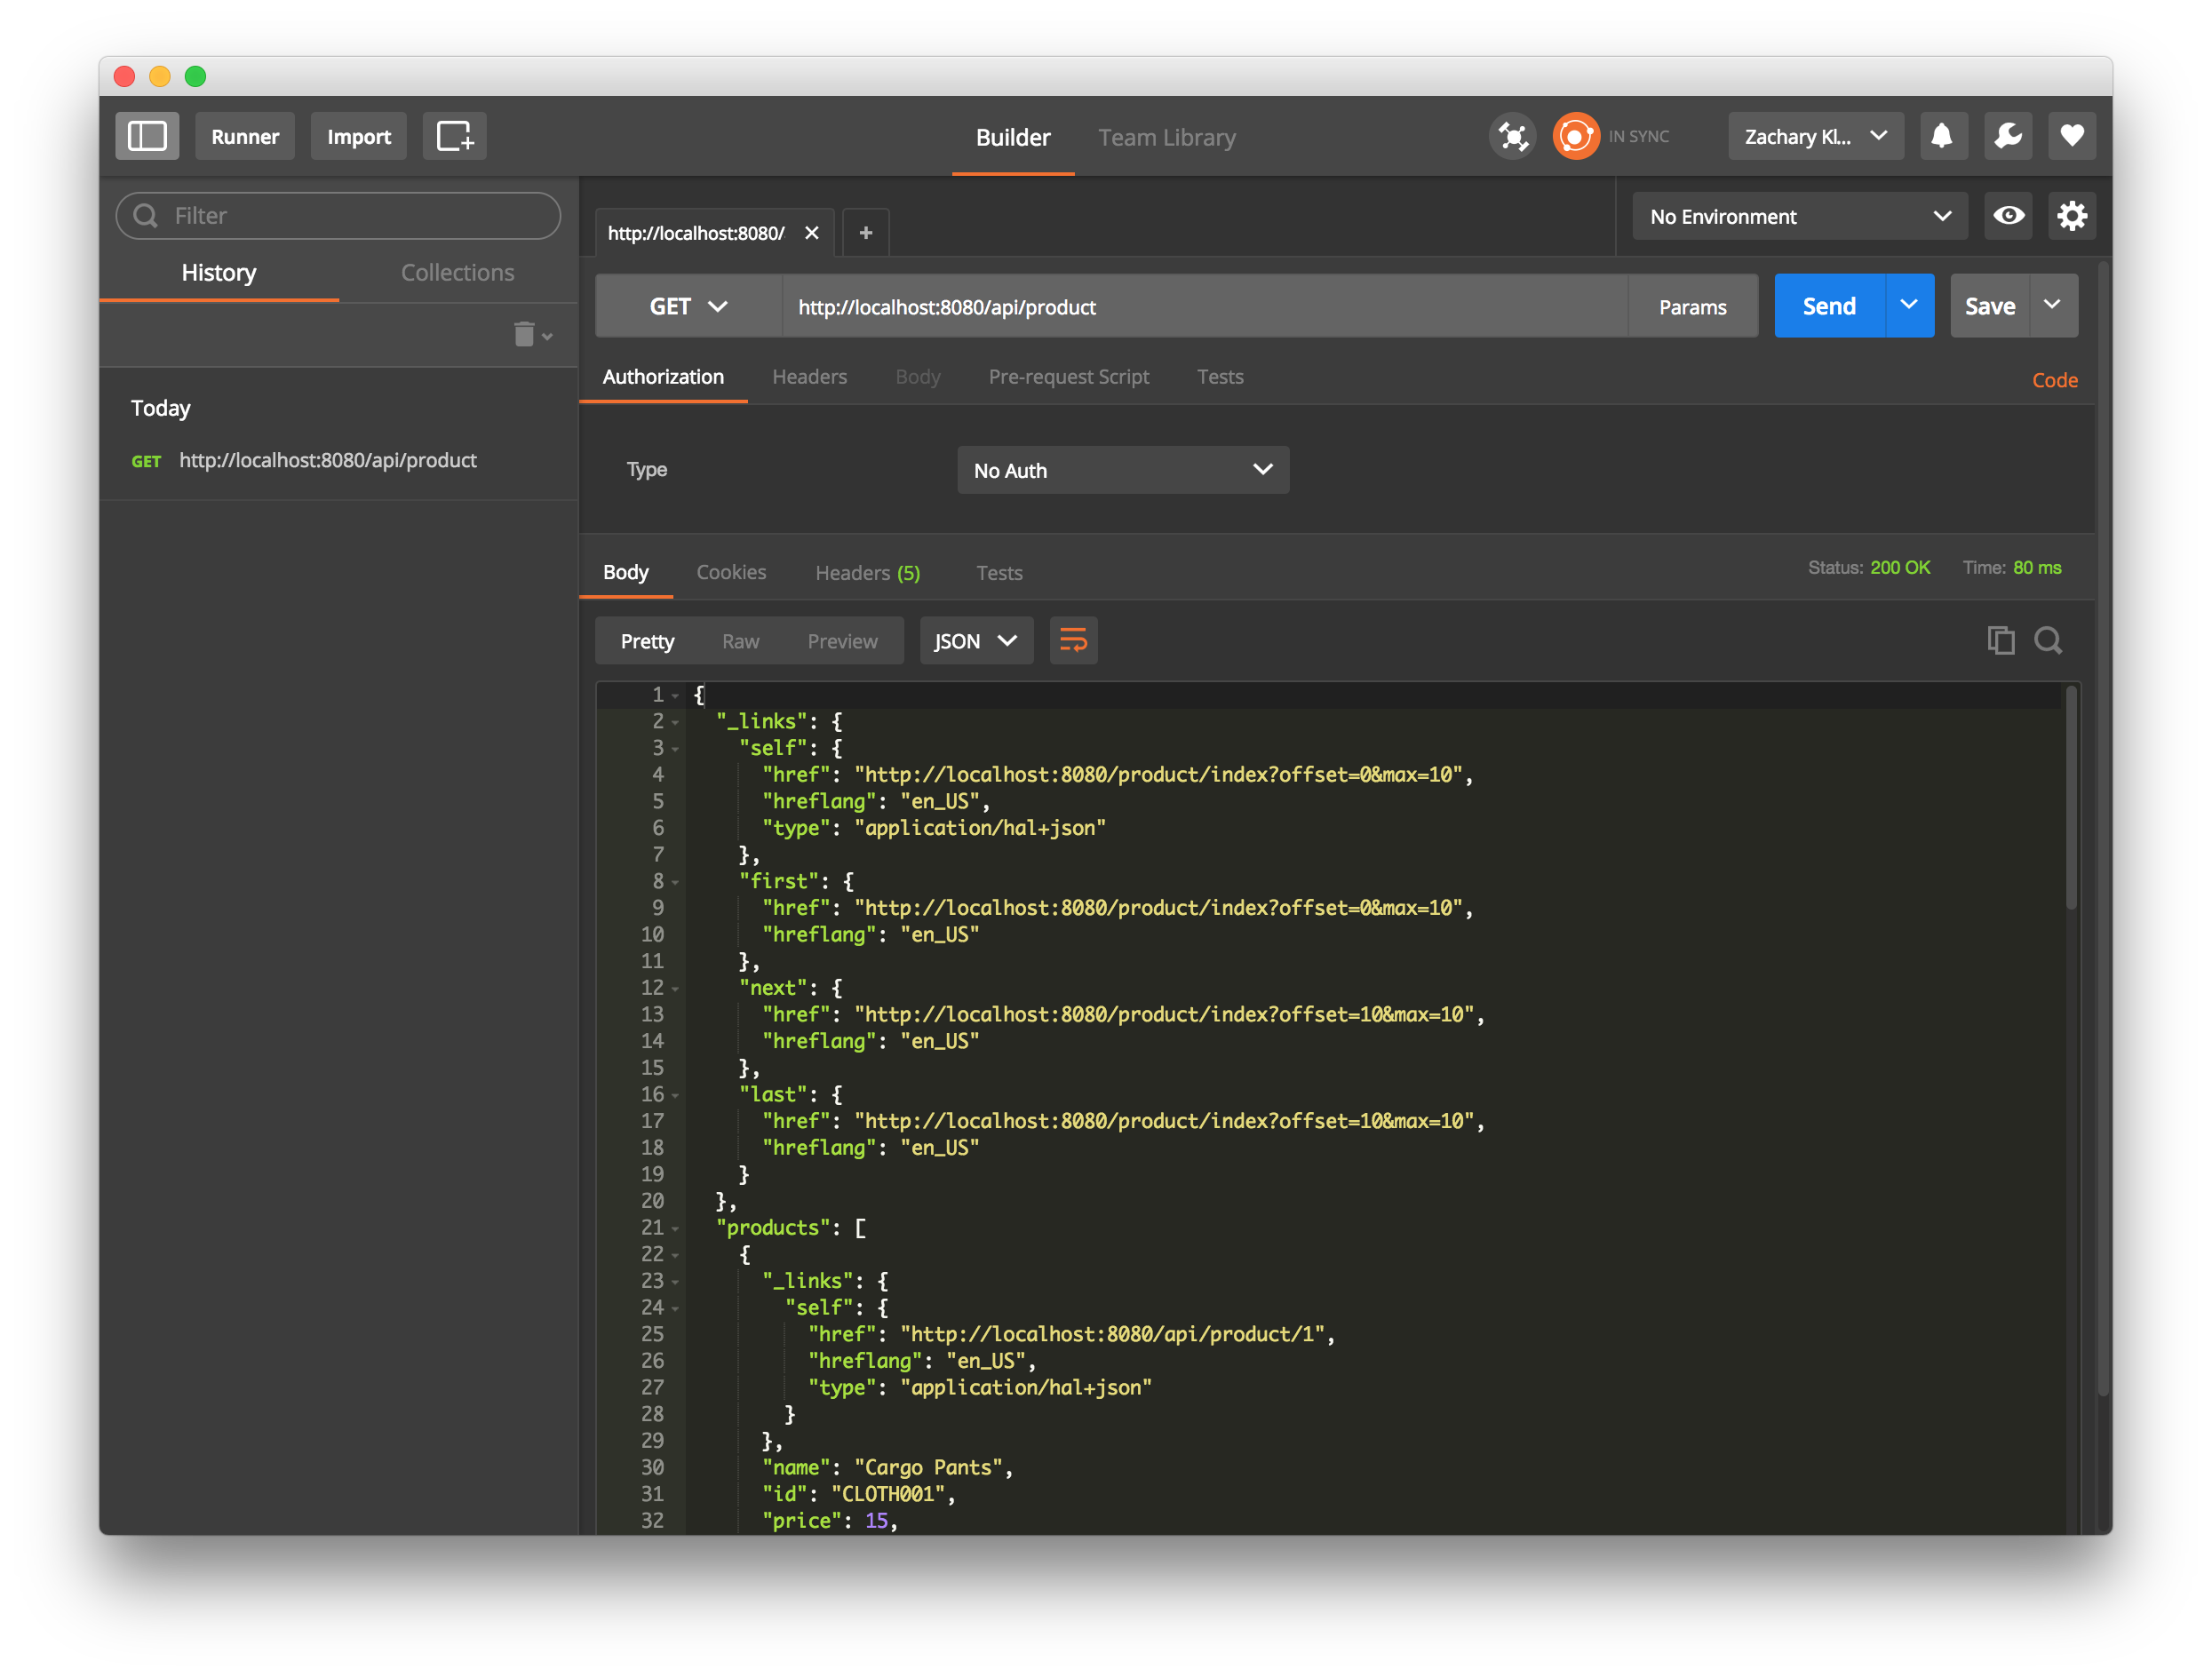 Runner Import Builder Team Library IN SYNC Zachary Kl...
Filter
History Collections
Today
GET http://localhost:8080/api/product
http://localhost:8080/ No Environment
GET http://localhost:8080/api/product Params Send Save
Authorization Headers Body Pre-request Script Tests Code
Type No Auth
Body Cookies Headers (5) Tests Status: 200 OK Time: 80 ms
Pretty Raw Preview JSON
1 {
2 "_links": {
3 "self": {
4 "href": "http://localhost:8080/product/index?offset=0&max=10",
5 "hreflang": "en_US",
6 "type": "application/hal+json"
7 },
8 "first": {
9 "href": "http://localhost:8080/product/index?offset=0&max=10",
10 "hreflang": "en_US"
11 },
12 "next": {
13 "href": "http://localhost:8080/product/index?offset=10&max=10",
14 "hreflang": "en_US"
15 },
16 "last": {
17 "href": "http://localhost:8080/product/index?offset=10&max=10",
18 "hreflang": "en_US"
19 }
20 },
21 "products": [
22 {
23 "_links": {
24 "self": {
25 "href": "http://localhost:8080/api/product/1",
26 "hreflang": "en_US",
27 "type": "application/hal+json"
28 }
29 },
30 "name": "Cargo Pants",
31 "id": "CLOTH001",
32 "price": 15,